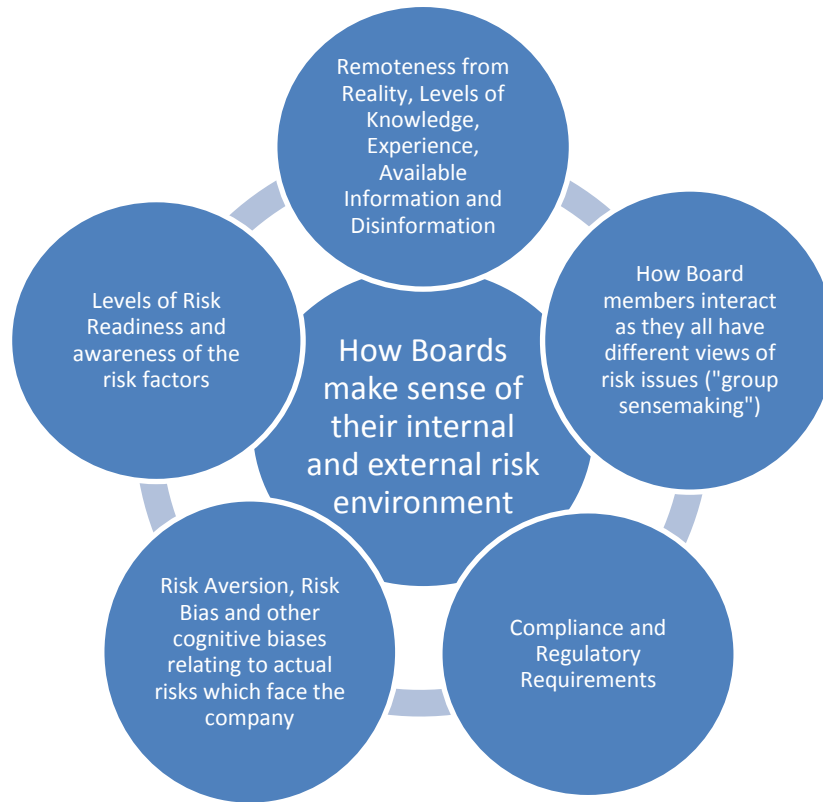 Remoteness from
Reality, Levels of
Knowledge,
Experience,
Available
Information and
Disinformation
How Board
members interact
as they all have
different views of
risk issues ("group
sensemaking")
Compliance and
Regulatory
Requirements
Risk Aversion, Risk
Bias and other
cognitive biases
relating to actual
risks which face the
company
Levels of Risk
Readiness and
awareness of the
risk factors
How Boards
make sense of
their internal
and external risk
environment